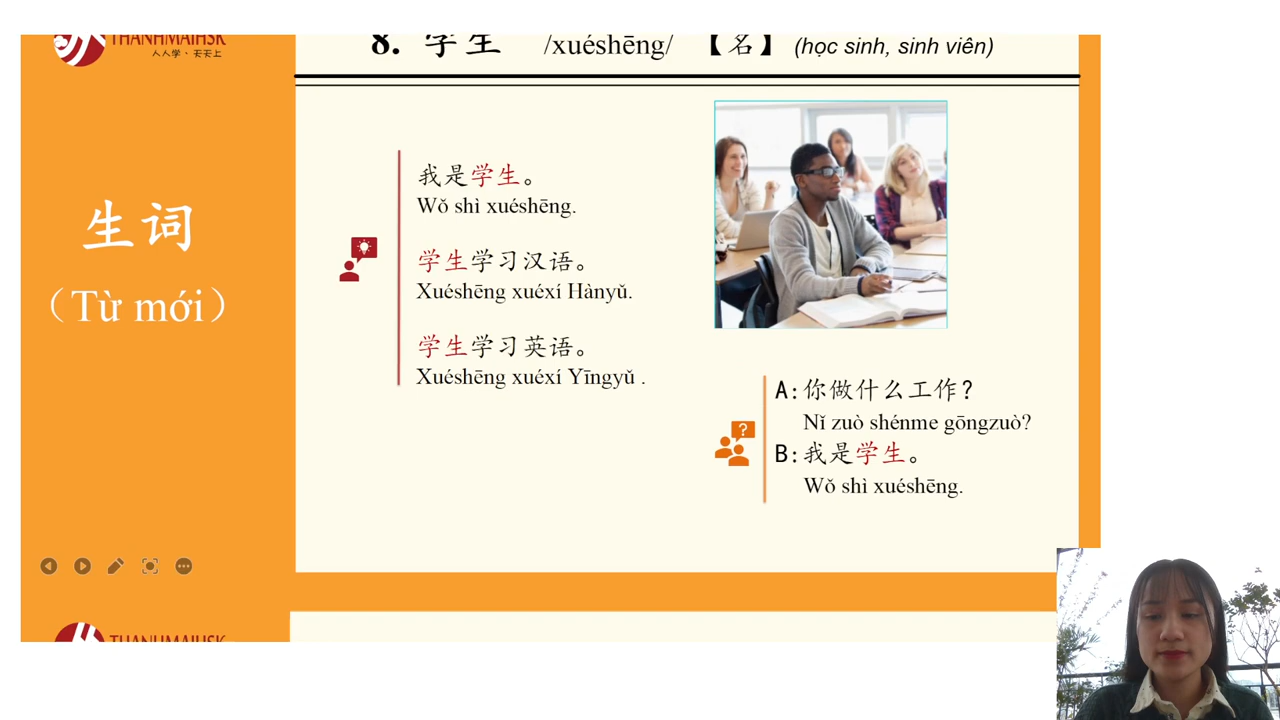 THANHMAIHSK
人人学·天天上
8. 学生 /xuéshēng/ 【名】 (học sinh, sinh viên)
生词
(Từ mới)
我是学生。
Wǒ shì xuéshēng.
学生学习汉语。
Xuéshēng xuéxí Hànyǔ.
学生学习英语。
Xuéshēng xuéxí Yīngyǔ .
A:你做什么工作?
Nǐ zuò shénme gōngzuò?
B:我是学生。
Wǒ shì xuéshēng.
?
THANHMAIHSK